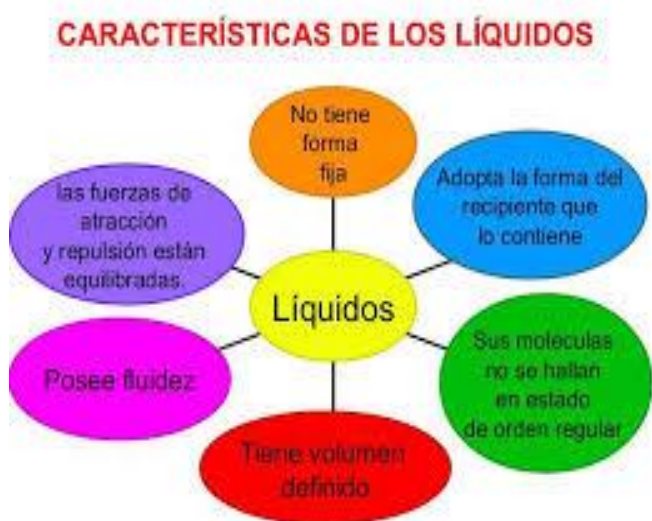 CARACTERÍSTICAS DE LOS LÍQUIDOS
No tiene
forma
fija
Adopta la forma del
recipiente que
lo contiene
Sus moléculas
no se hallan
en estado
de orden regular
Tiene volumen
definido
Posee fluidez
las fuerzas de
atracción
y repulsión están
equilibradas.
Líquidos